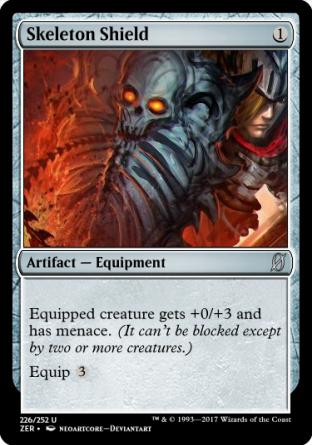 Skeleton Shield 1
Artifact — Equipment
Equipped creature gets +0/+3 and
has menace. (It can't be blocked except
by two or more creatures.)
Equip 3
226/252 U
ZER • NEOARTCORE—DEVIANTART
™ & © 1993—2017 Wizards of the Coast